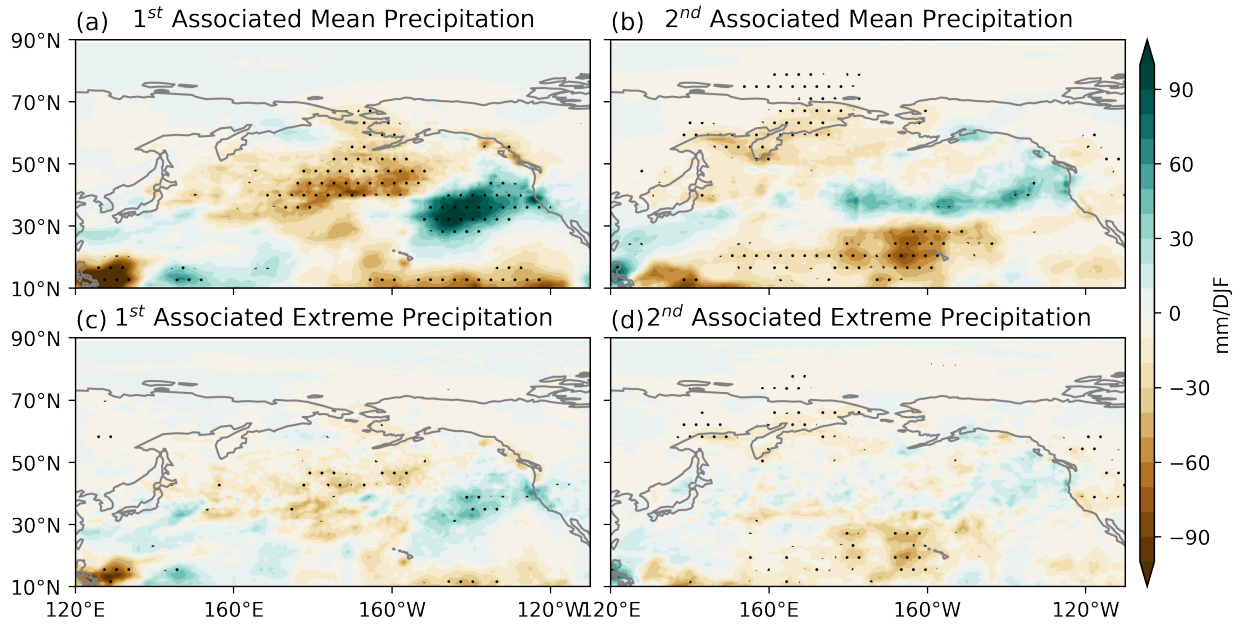 (a) 1st Associated Mean Precipitation
(b) 2nd Associated Mean Precipitation
90°N
70°N
50°N
30°N
10°N
(c) 1st Associated Extreme Precipitation
(d) 2nd Associated Extreme Precipitation
90°N
70°N
50°N
30°N
10°N
120°E
160°E
160°W
120°W
160°E
160°W
120°W
90
60
30
0
−30
−60
−90
mm/DJF